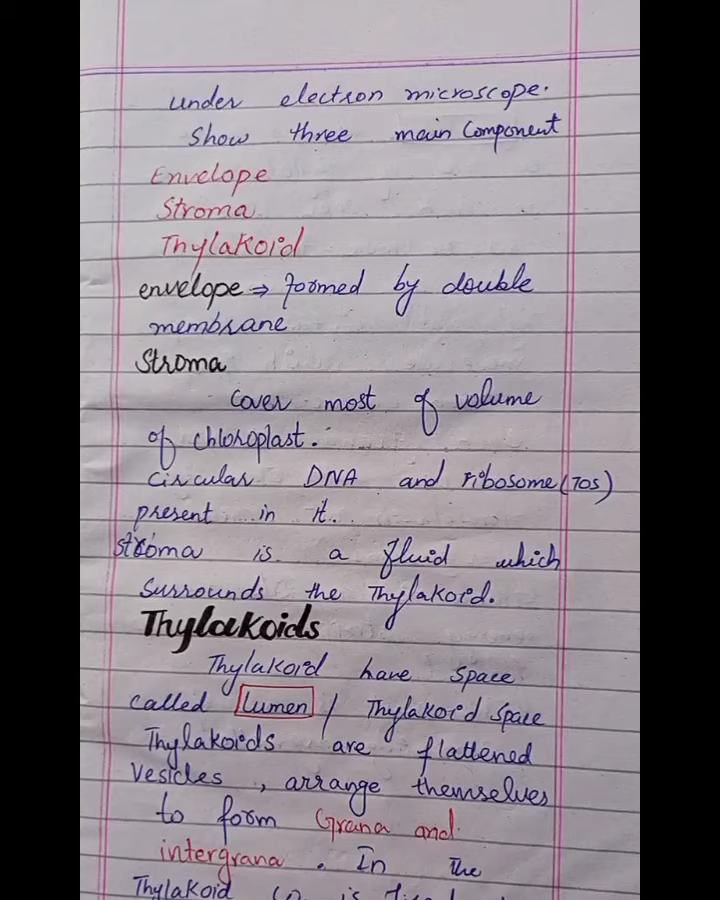 under electron microscope.
Show three main Component
Envelope
Stroma
Thylakoid
envelope ⇒ formed by double
membrane
Stroma
Cover most of volume
of chloroplast.
Circular DNA and ribosome (70s)
present in it.
stroma is a fluid which
surrounds the Thylakoid.
Thylakoids
Thylakoid have space
called lumen / Thylakoid space
Thylakoids are flattened
vesicles, arrange themselves
to form Grana and
intergrana. In the
Thylakoid is